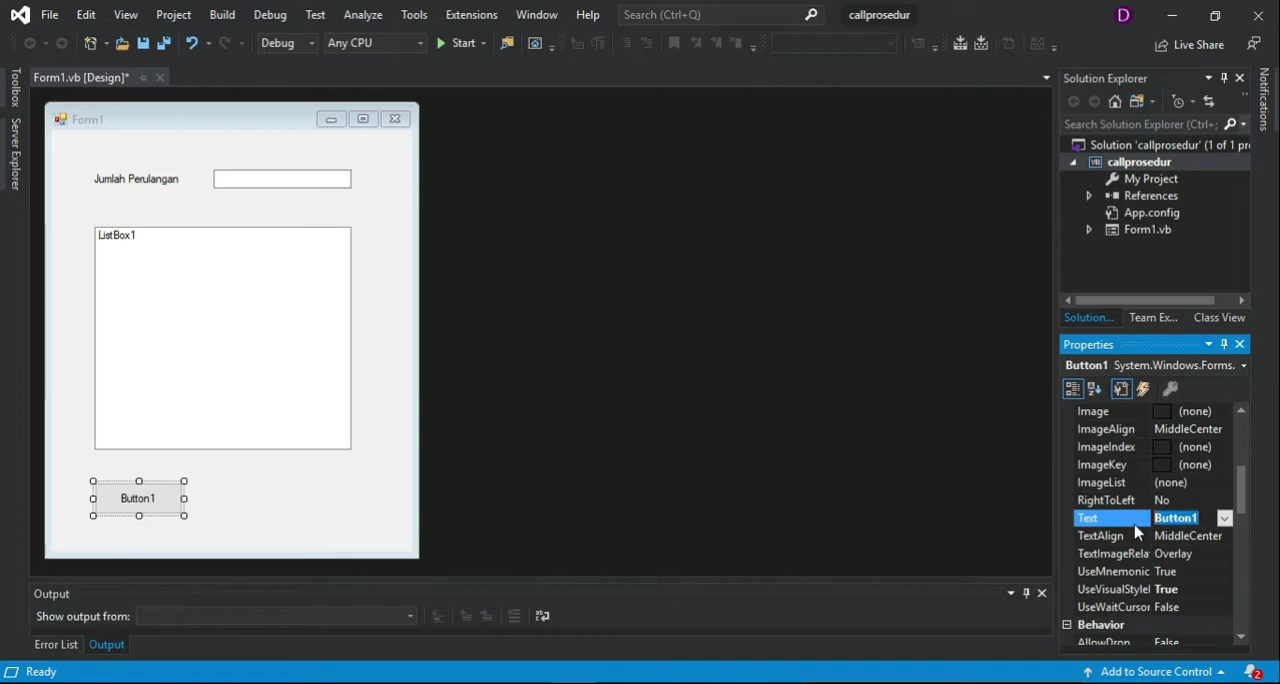 File Edit View Project Build Debug Test Analyze Tools Extensions Window Help Search (Ctrl+Q) callprosedur D
Debug Any CPU Start Live Share
Toolbox
Server Explorer
Form1.vb [Design]*
Form1
Jumlah Perulangan
ListBox1
Button1
Output
Show output from:
Error List Output
Ready
Add to Source Control 2
Solution Explorer
Search Solution Explorer (Ctrl+;
Solution 'callprosedur' (1 of 1 pr
VB callprosedur
My Project
References
App.config
Form1.vb
Solution... Team Ex... Class View
Properties
Button1 System.Windows.Forms.
Image (none)
ImageAlign MiddleCenter
ImageIndex (none)
ImageKey (none)
ImageList (none)
RightToLeft No
Text Button1
TextAlign MiddleCenter
TextImageRela Overlay
UseMnemonic True
UseVisualStyleI True
UseWaitCursor False
Behavior
AllowDrop False
Notifications